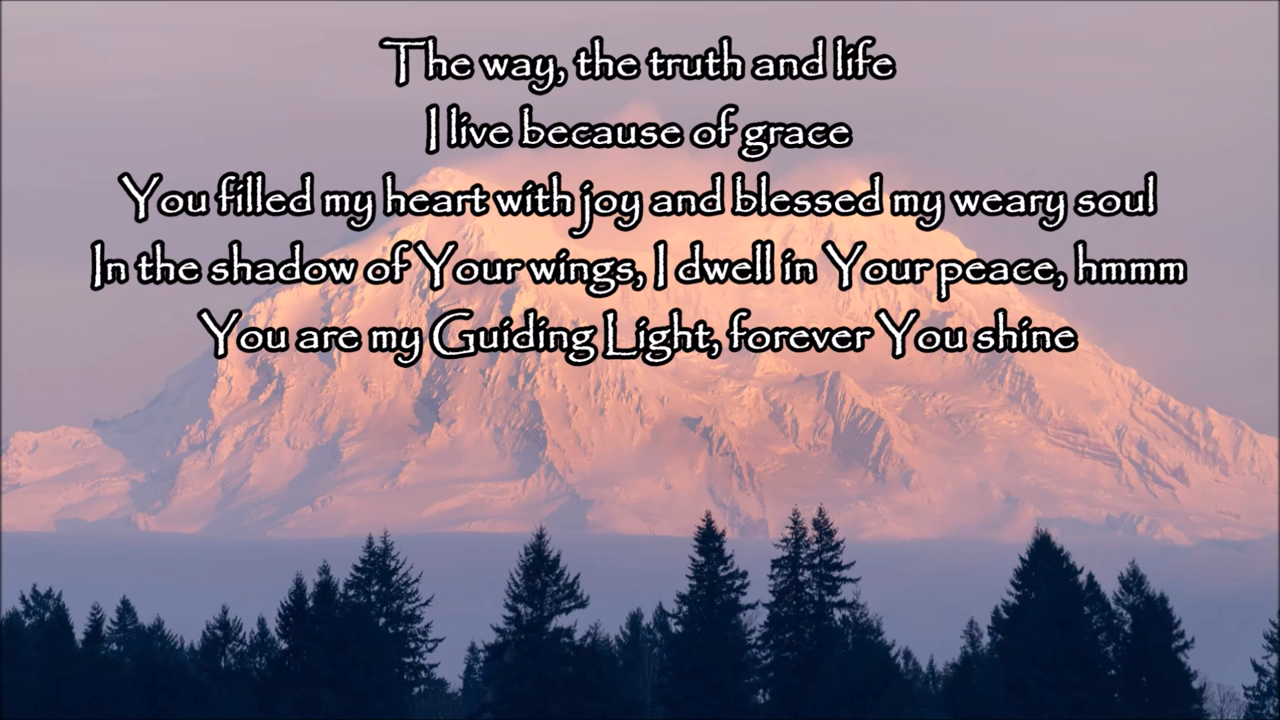 The way, the truth and life
I live because of grace
You filled my heart with joy and blessed my weary soul
In the shadow of Your wings, I dwell in Your peace, hmmm
You are my Guiding Light, forever You shine